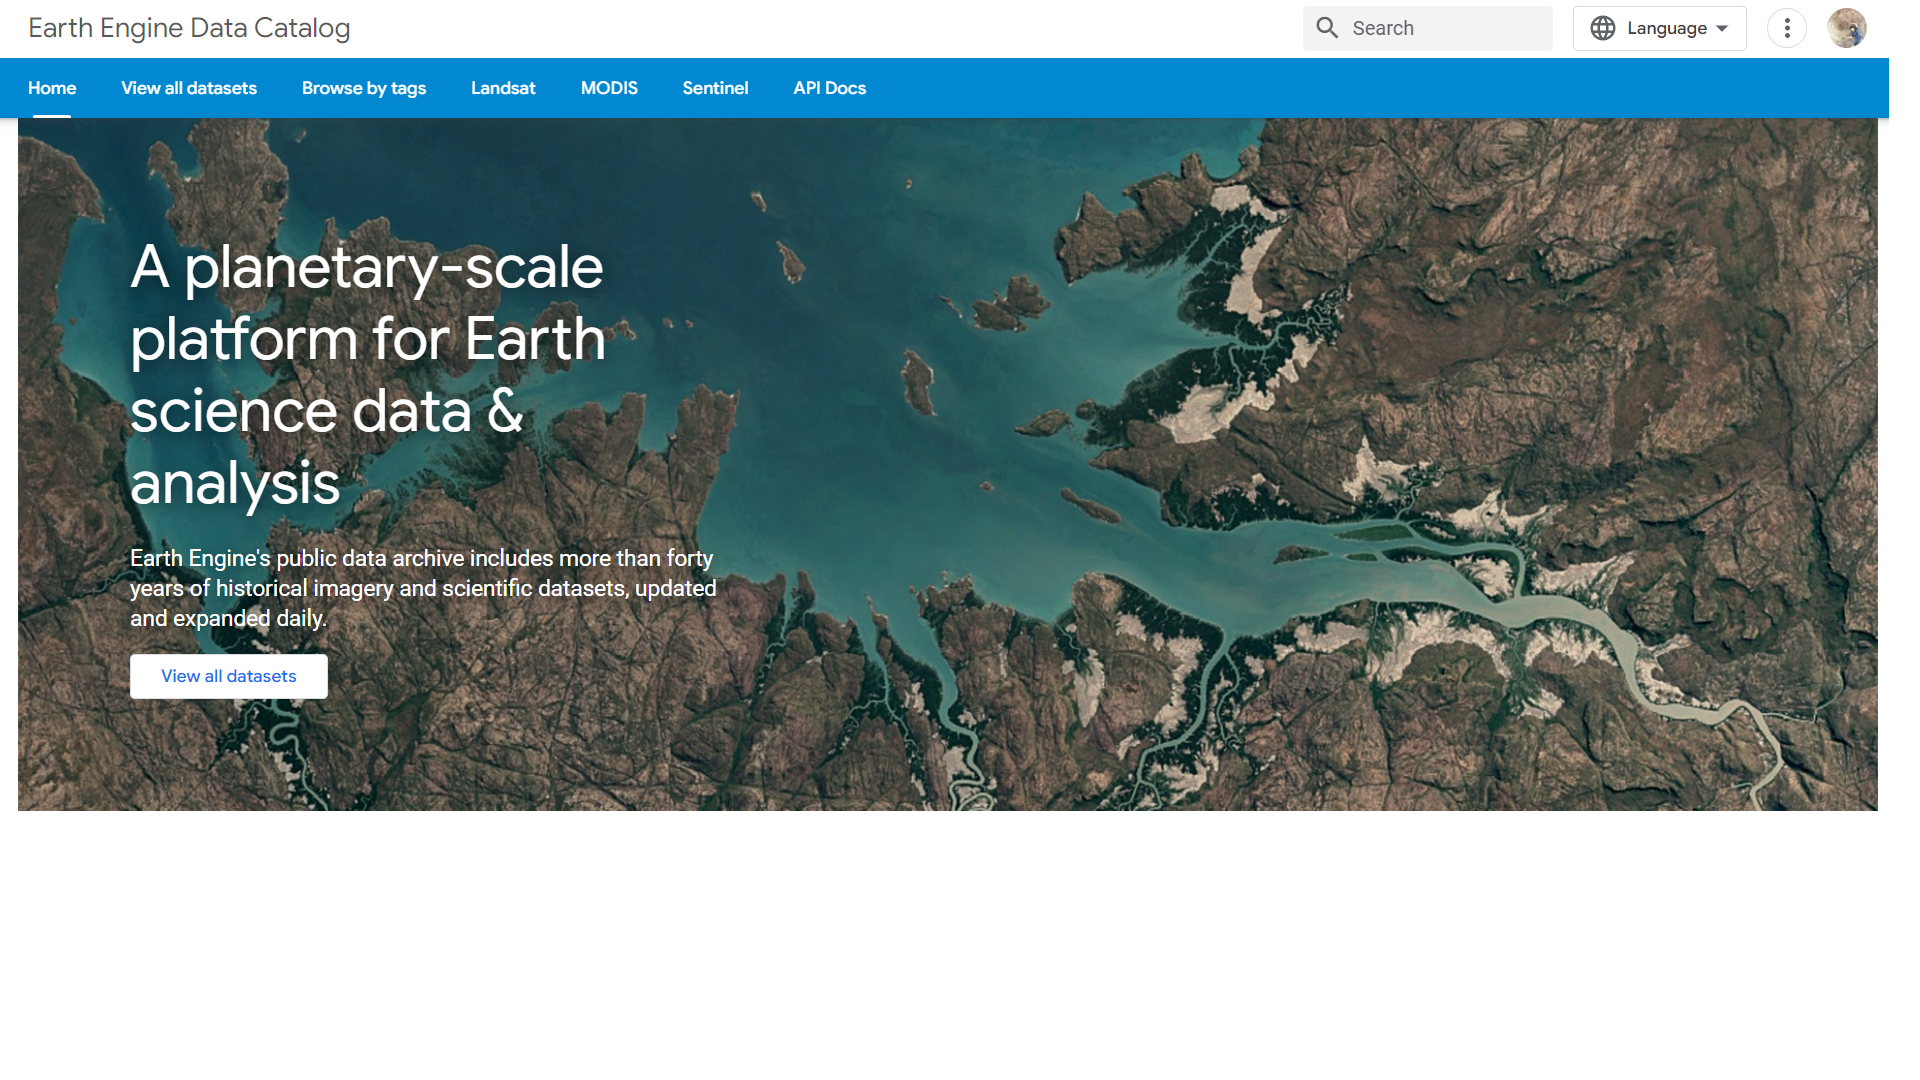 Earth Engine Data Catalog
Search
Language
Home
View all datasets
Browse by tags
Landsat
MODIS
Sentinel
API Docs
A planetary-scale
platform for Earth
science data &
analysis
Earth Engine's public data archive includes more than forty
years of historical imagery and scientific datasets, updated
and expanded daily.
View all datasets